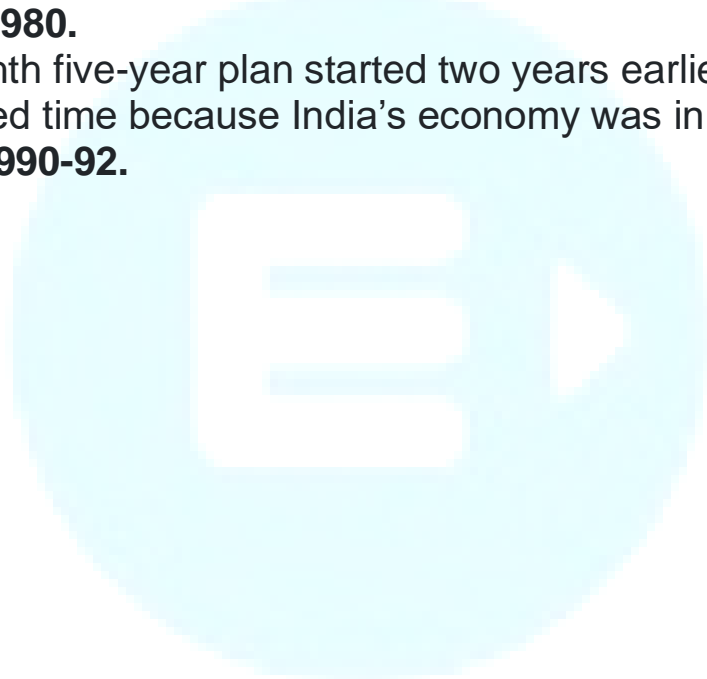 980.
nth five-year plan started two years earlie
ed time because India's economy was in
990-92.